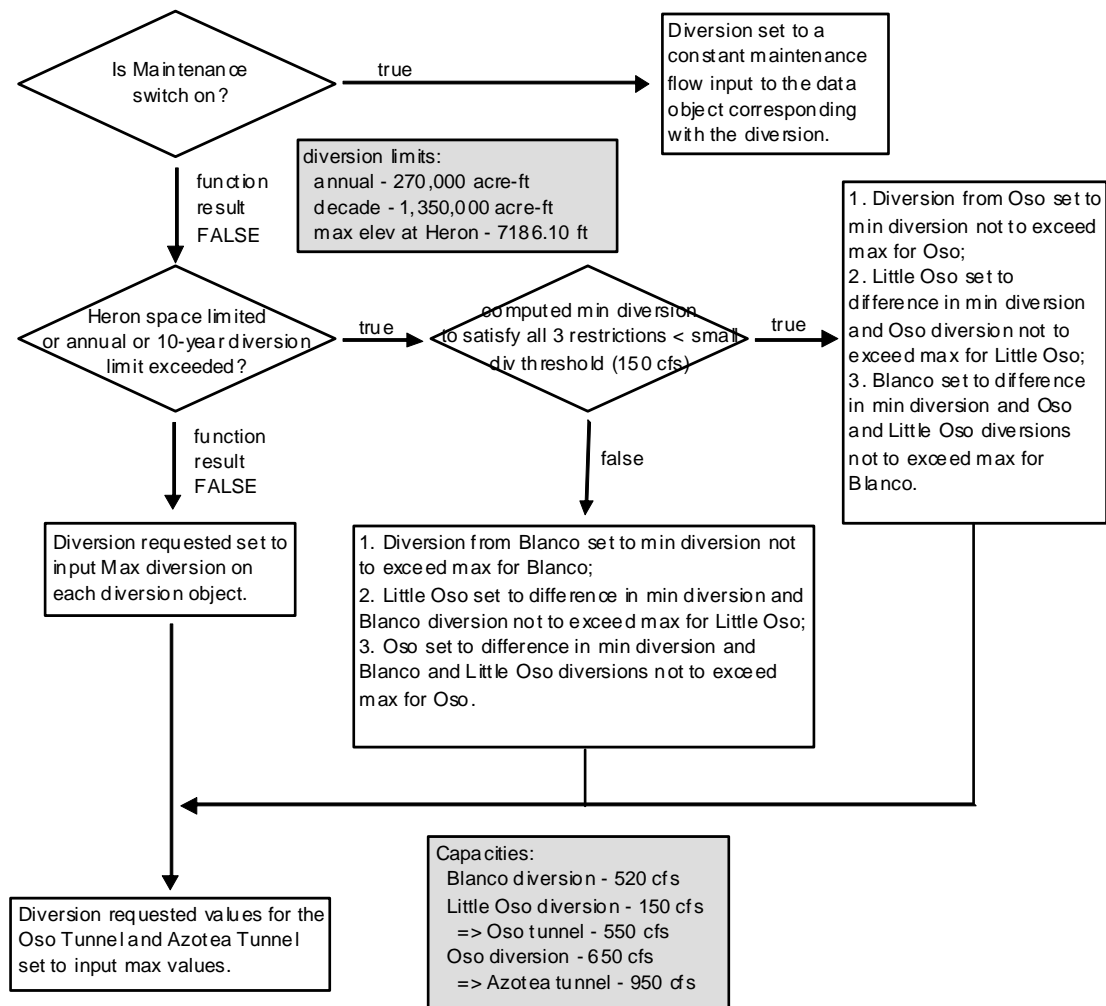 Is Maintenance
switch on?
true
Diversion set to a
constant maintenance
flow input to the data
object corresponding
with the diversion.
function
result
FALSE
diversion limits:
annual - 270,000 acre-ft
decade - 1,350,000 acre-ft
max elev at Heron - 7186.10 ft
Heron space limited
or annual or 10-year diversion
limit exceeded?
true
computed min diversion
to satisfy all 3 restrictions < small
div threshold (150 cfs)
true
1. Diversion from Oso set to
min diversion not to exceed
max for Oso;
2. Little Oso set to
difference in min diversion
and Oso diversion not to
exceed max for Little Oso;
3. Blanco set to difference
in min diversion and Oso
and Little Oso diversions
not to exceed max for
Blanco.
function
result
FALSE
false
Diversion requested set to
input Max diversion on
each diversion object.
1. Diversion from Blanco set to min diversion not
to exceed max for Blanco;
2. Little Oso set to difference in min diversion and
Blanco diversion not to exceed max for Little Oso;
3. Oso set to difference in min diversion and
Blanco and Little Oso diversions not to exceed
max for Oso.
Diversion requested values for the
Oso Tunnel and Azotea Tunnel
set to input max values.
Capacities:
Blanco diversion - 520 cfs
Little Oso diversion - 150 cfs
=> Oso tunnel - 550 cfs
Oso diversion - 650 cfs
=> Azotea tunnel - 950 cfs